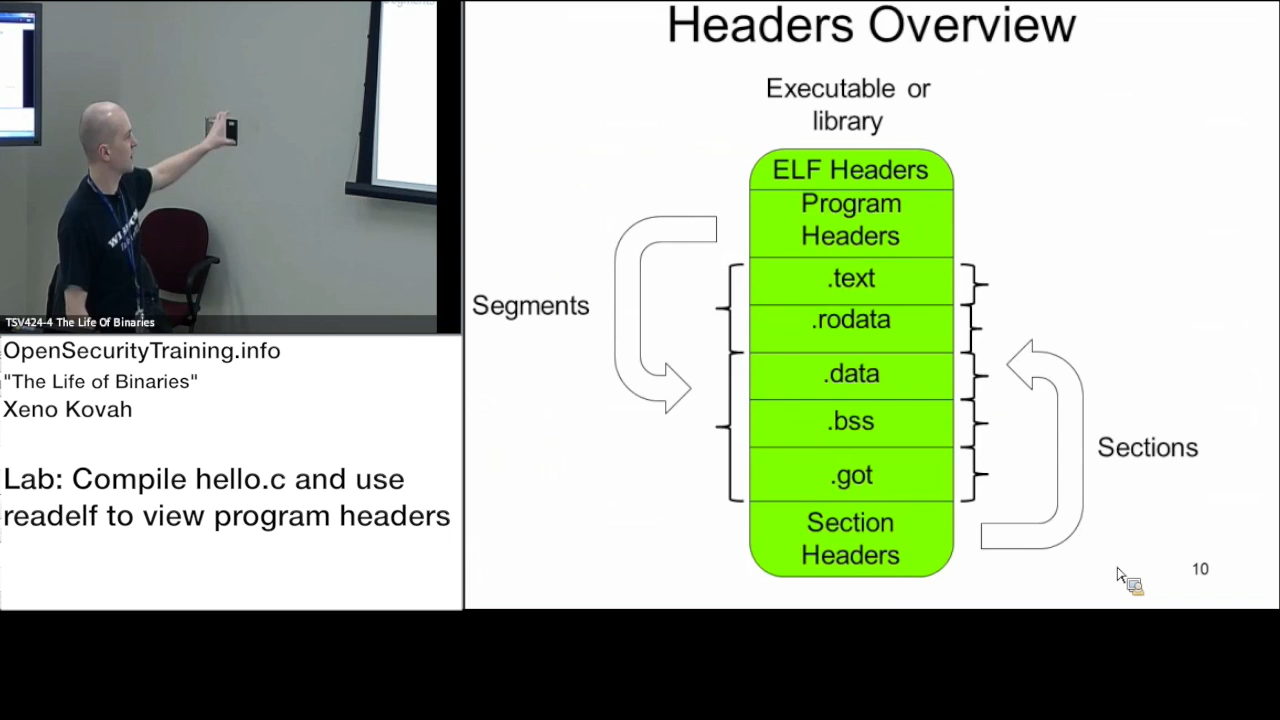 Segments
TSV424-4 The Life Of Binaries
OpenSecurityTraining.info
"The Life of Binaries"
Xeno Kovah
Lab: Compile hello.c and use
readelf to view program headers
Headers Overview
Executable or
library
ELF Headers
Program
Headers
.text
.rodata
.data
.bss
.got
Section
Headers
Segments
Sections
10